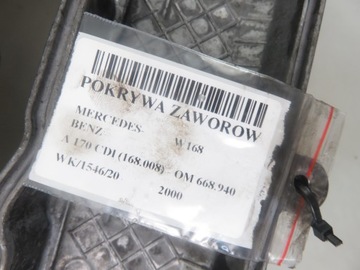 POKRYWA ZAWOROW
MERCEDES-
BENZ W168
A 170 CDI (168.008) OM 668.940
WK/1546/20 2000